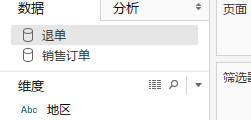 数据 分析 页面
退单
销售订单
筛选器
维度
Abc 地区